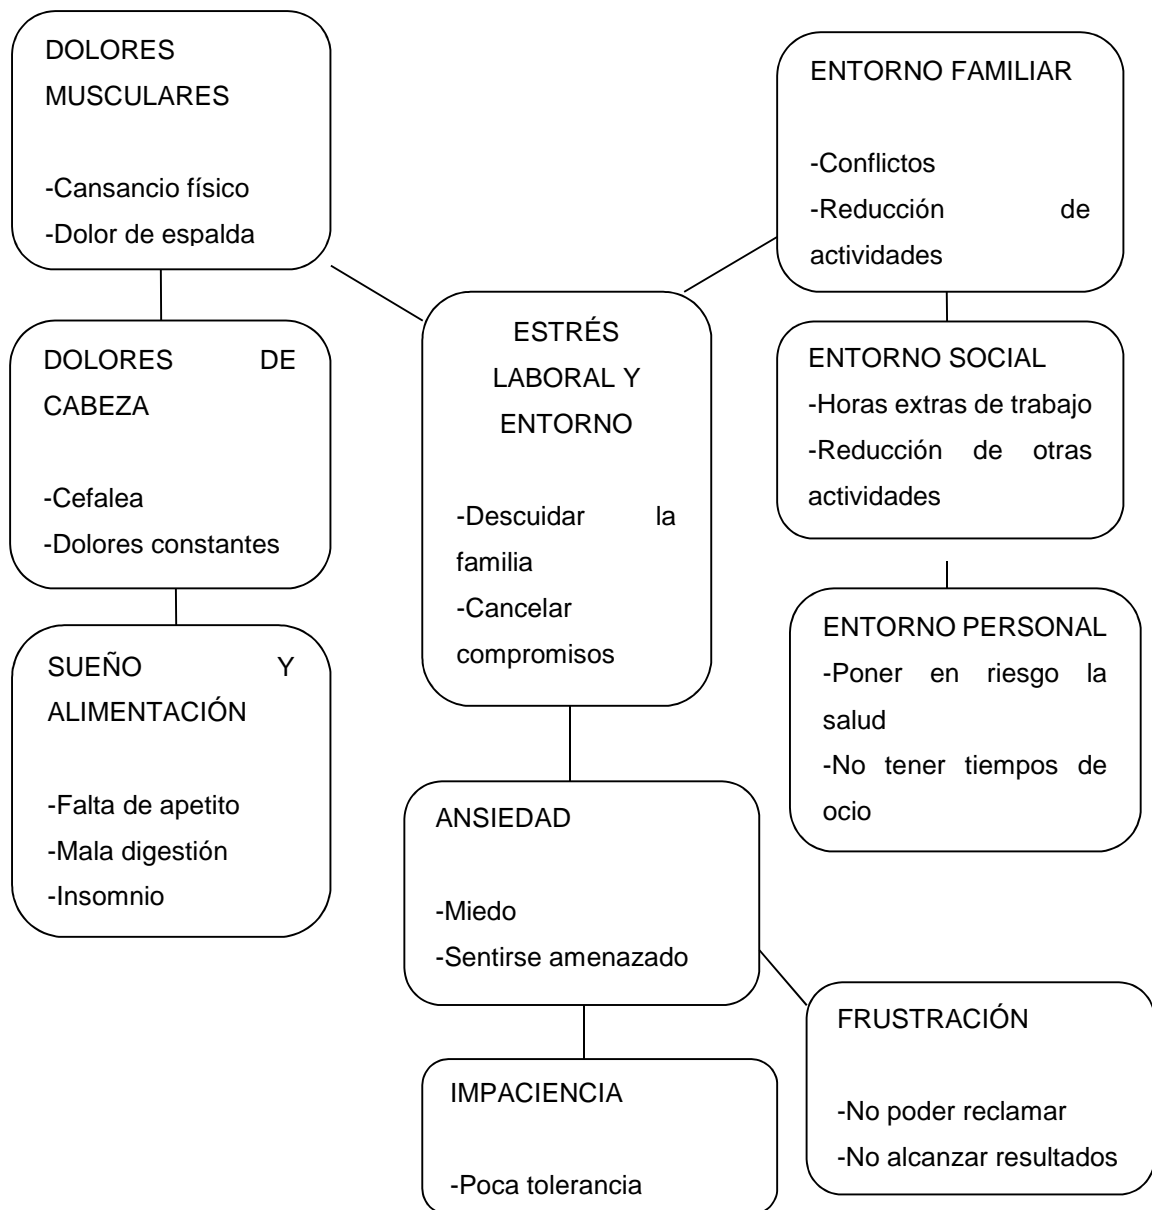 DOLORES
MUSCULARES
-Cansancio físico
-Dolor de espalda
DOLORES DE
CABEZA
-Cefalea
-Dolores constantes
SUEÑO Y
ALIMENTACIÓN
-Falta de apetito
-Mala digestión
-Insomnio
ESTRÉS
LABORAL Y
ENTORNO
-Descuidar la
familia
-Cancelar
compromisos
ANSIEDAD
-Miedo
-Sentirse amenazado
IMPACIENCIA
-Poca tolerancia
ENTORNO FAMILIAR
-Conflictos
-Reducción de
actividades
ENTORNO SOCIAL
-Horas extras de trabajo
-Reducción de otras
actividades
ENTORNO PERSONAL
-Poner en riesgo la
salud
-No tener tiempos de
ocio
FRUSTRACIÓN
-No poder reclamar
-No alcanzar resultados